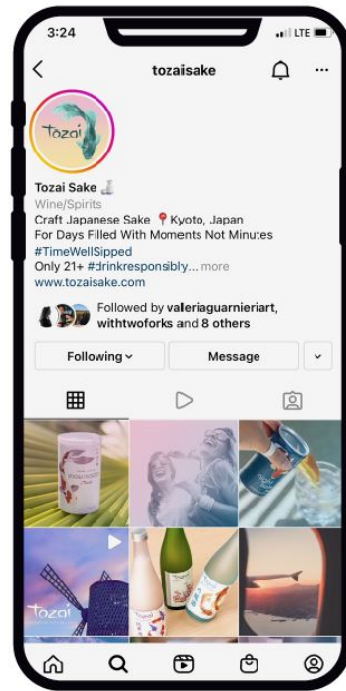 3:24
LTE
tozaisake
Tozai
Tozai Sake
Wine/Spirits
Craft Japanese Sake 📍 Kyoto, Japan
For Days Filled With Moments Not Minutes
#TimeWellSipped
Only 21+ #drinkresponsibly... more
www.tozaisake.com
Followed by valeriaguarnieriart,
withtwoforks and 8 others
Following
Message
Tozai